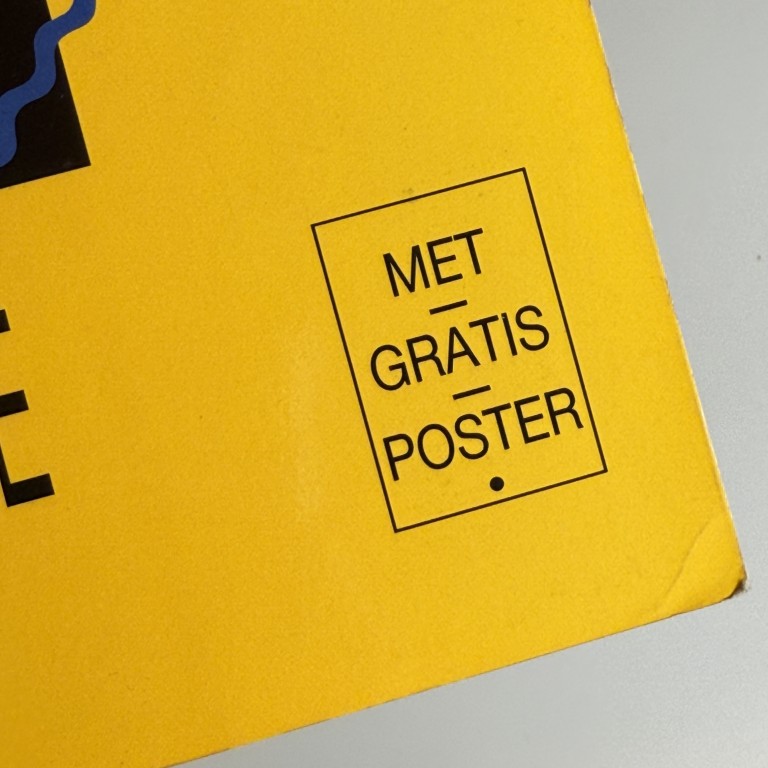 MET
–
GRATIS
–
POSTER
•